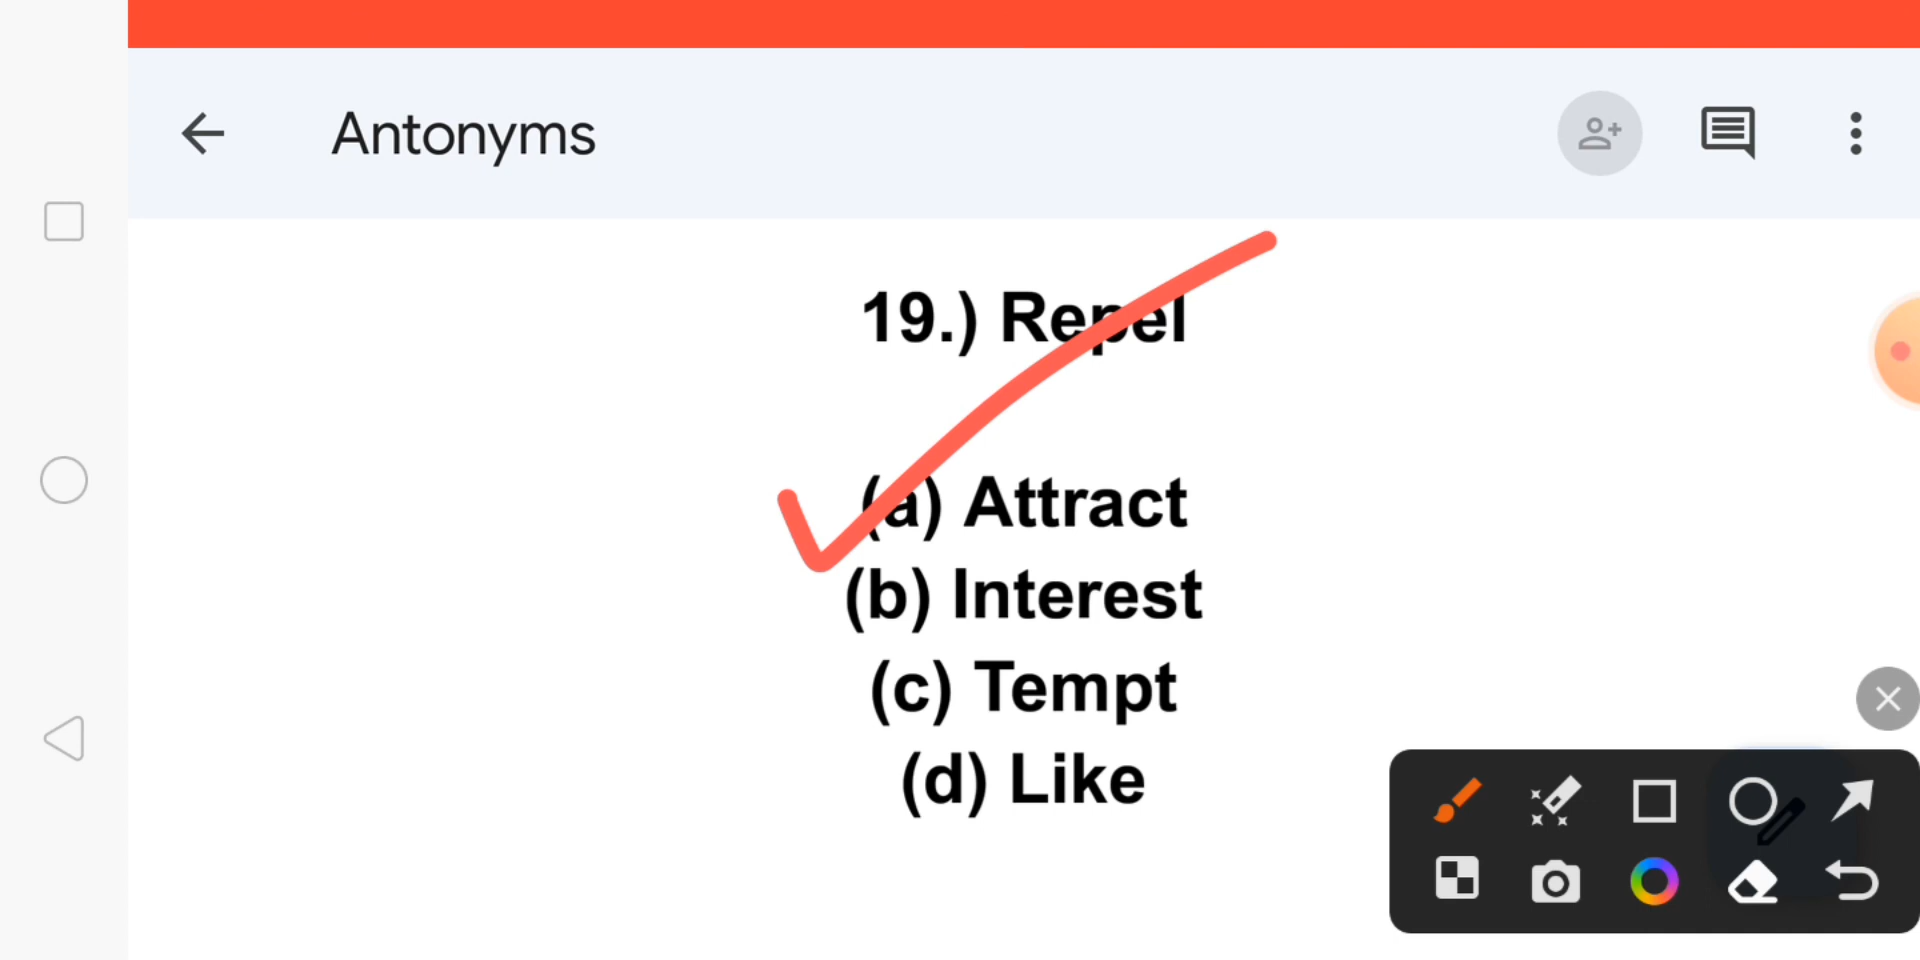 Antonyms
19.) Repel
(a) Attract
(b) Interest
(c) Tempt
(d) Like